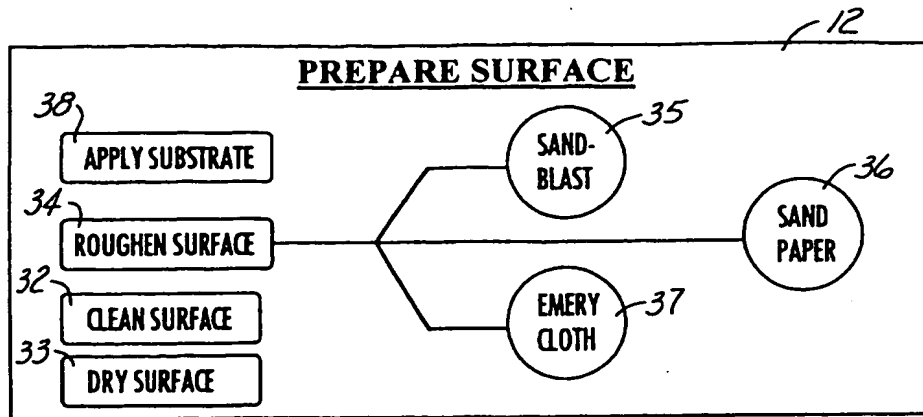 12
PREPARE SURFACE
38
APPLY SUBSTRATE
34
ROUGHEN SURFACE
32
CLEAN SURFACE
33
DRY SURFACE
35
SAND-
BLAST
36
SAND
PAPER
37
EMERY
CLOTH